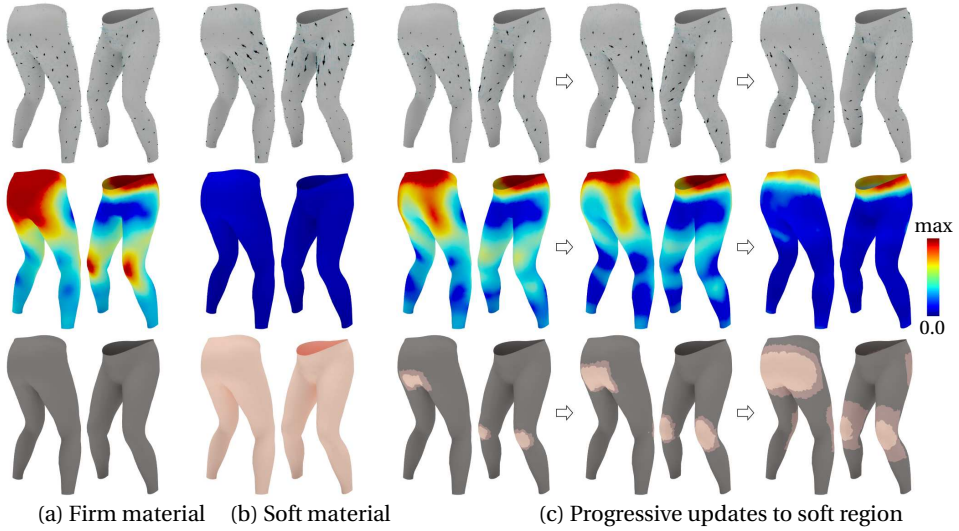 max
0.0
(a) Firm material
(b) Soft material
(c) Progressive updates to soft region